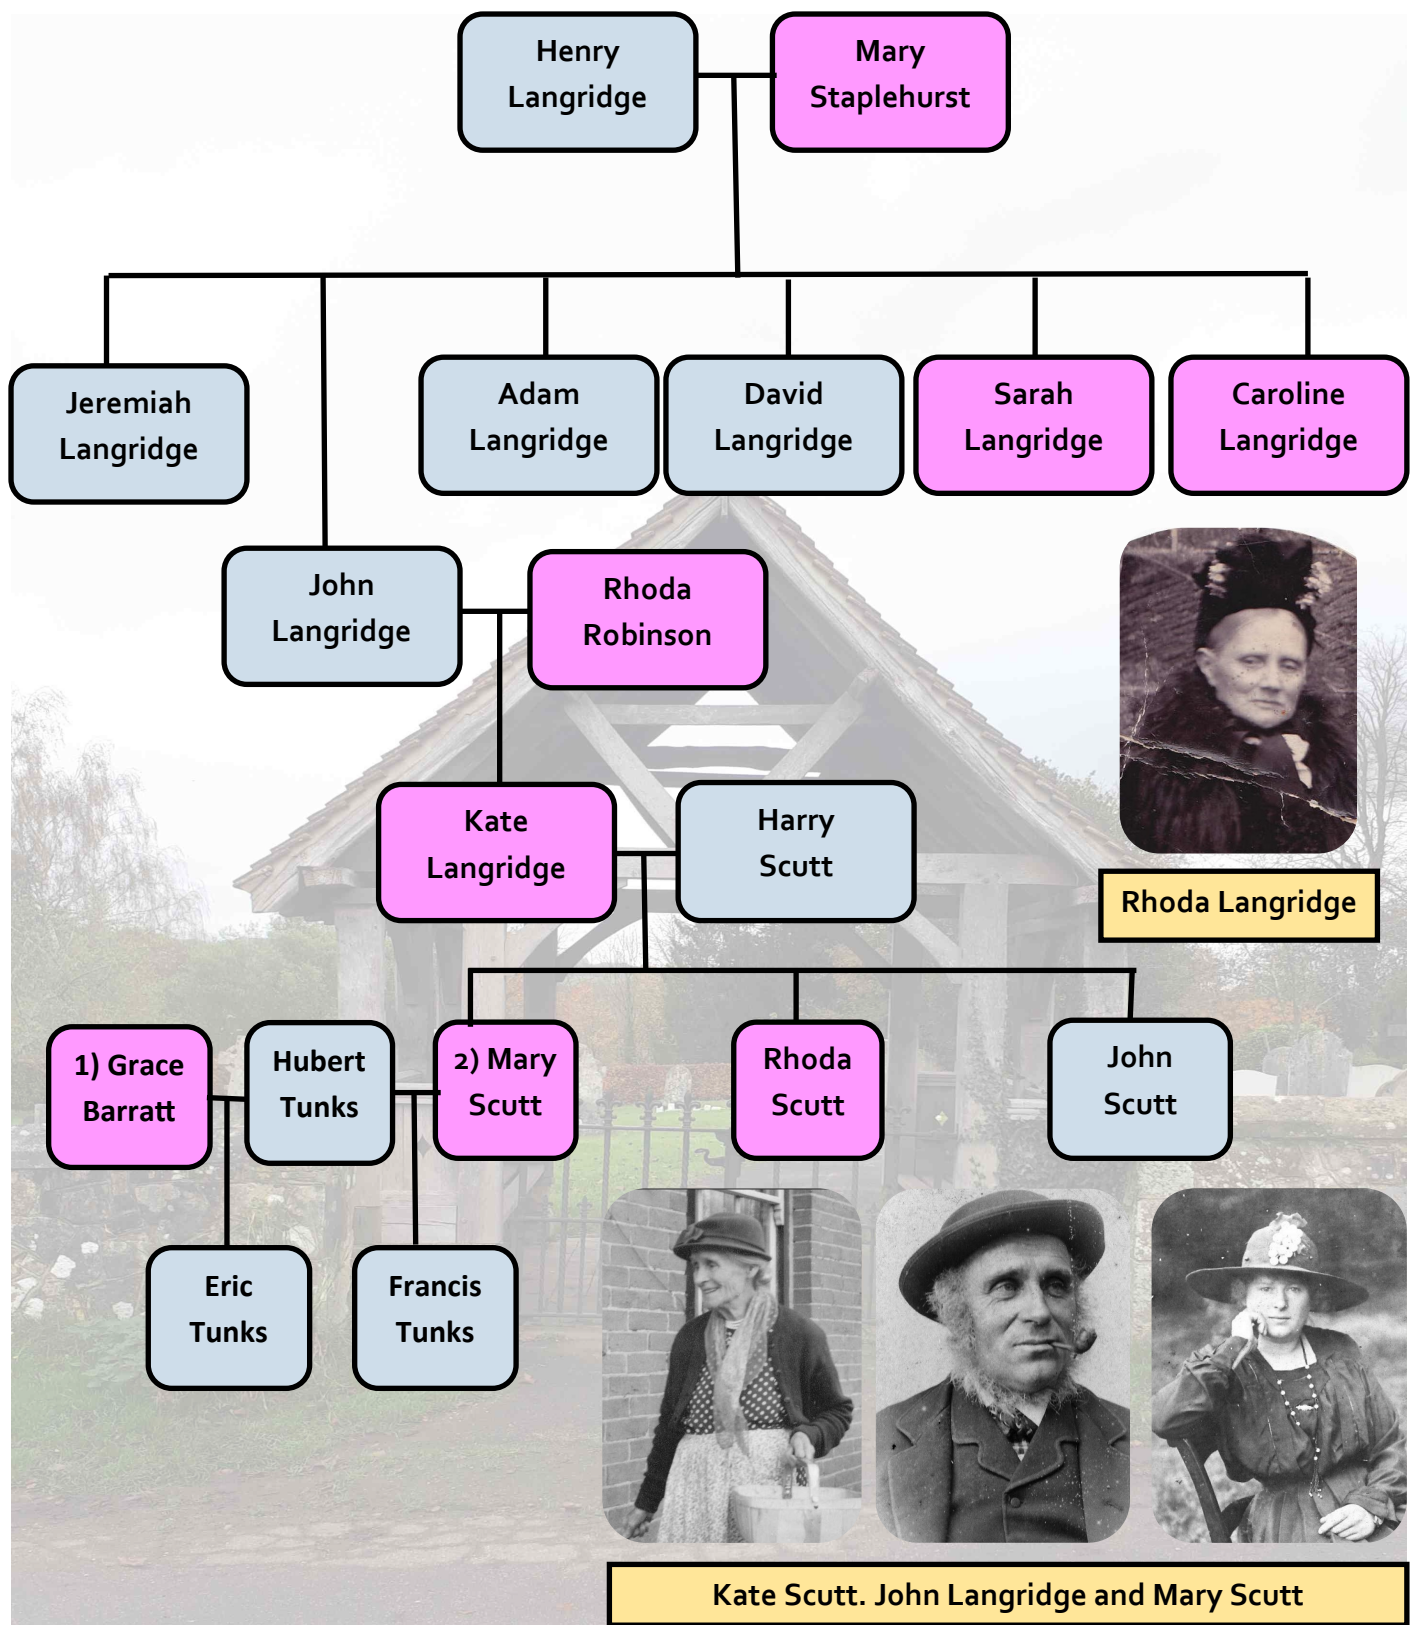 Henry
Langridge
Mary
Staplehurst
Jeremiah
Langridge
Adam
Langridge
David
Langridge
Sarah
Langridge
Caroline
Langridge
John
Langridge
Rhoda
Robinson
Kate
Langridge
Harry
Scutt
Rhoda Langridge
1) Grace
Barratt
Hubert
Tunks
2) Mary
Scutt
Rhoda
Scutt
John
Scutt
Eric
Tunks
Francis
Tunks
Kate Scutt. John Langridge and Mary Scutt